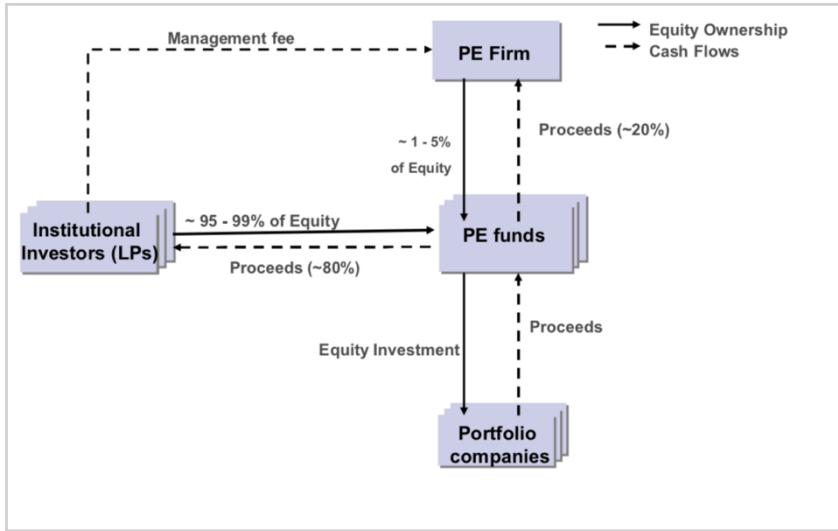 Management fee
PE Firm
Equity Ownership
Cash Flows
~ 1 - 5%
of Equity
Proceeds (~20%)
Institutional
Investors (LPs)
~ 95 - 99% of Equity
Proceeds (~80%)
PE funds
Equity Investment
Proceeds
Portfolio
companies